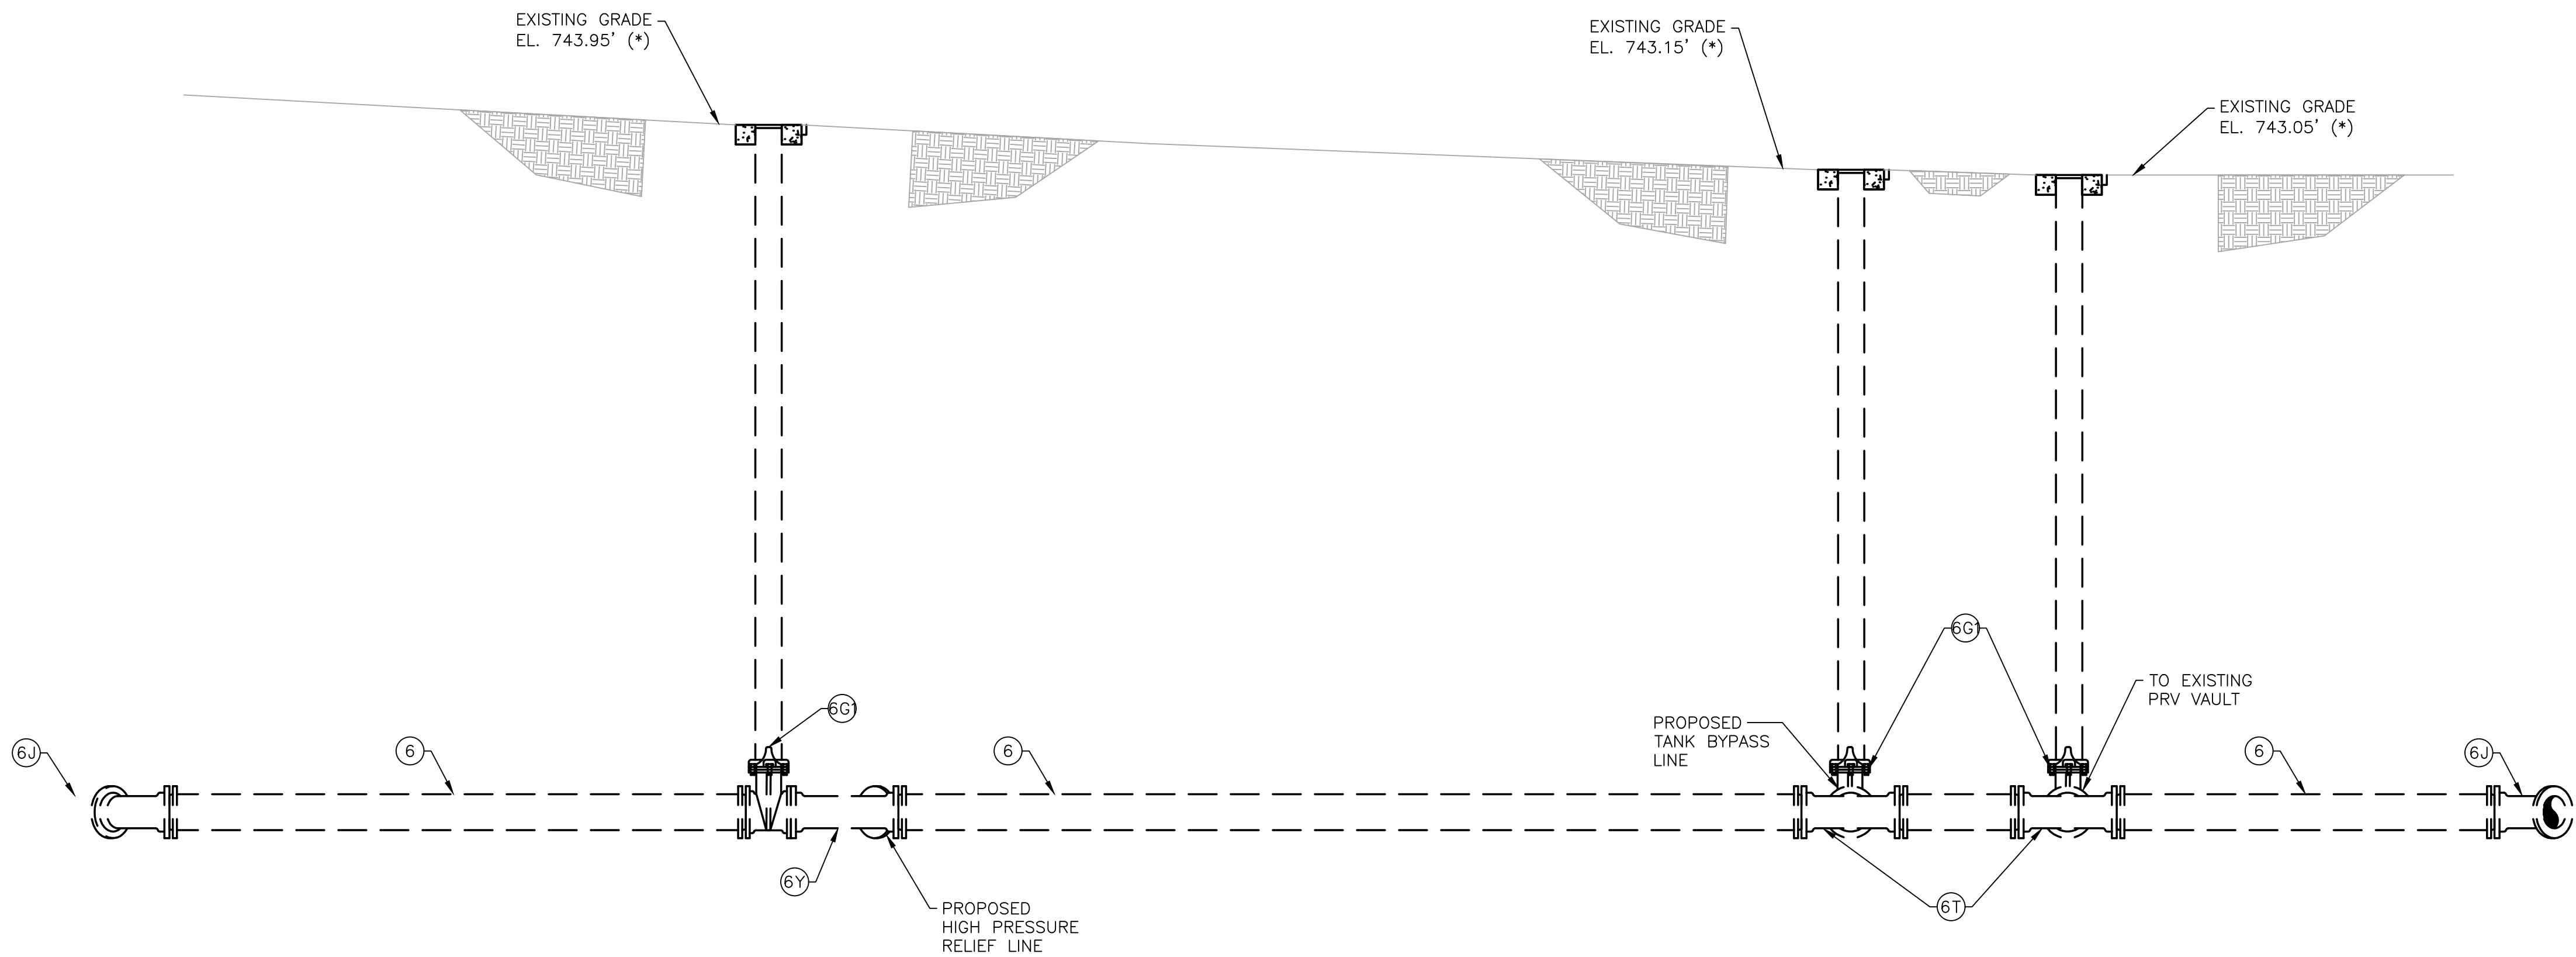 EXISTING GRADE
EL. 743.95' (*)
EXISTING GRADE
EL. 743.15' (*)
EXISTING GRADE
EL. 743.05' (*)
6G1
TO EXISTING
PRV VAULT
6G1
PROPOSED
TANK BYPASS
LINE
6J
6
6
6
6J
6Y
6T
PROPOSED
HIGH PRESSURE
RELIEF LINE